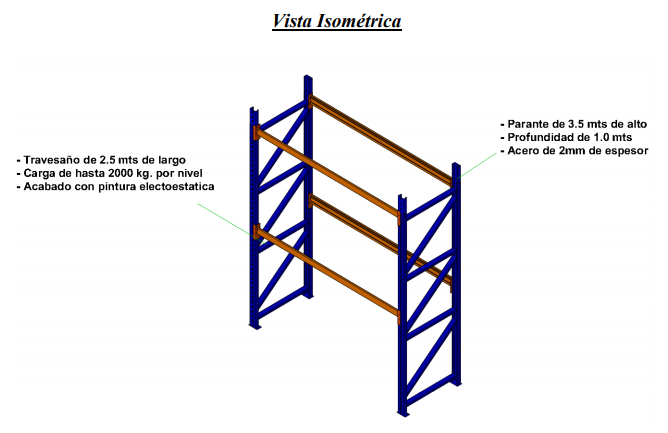 Vista Isométrica
- Parante de 3.5 mts de alto
- Profundidad de 1.0 mts
- Acero de 2mm de espesor
- Travesaño de 2.5 mts de largo
- Carga de hasta 2000 kg. por nivel
- Acabado con pintura electoestatica